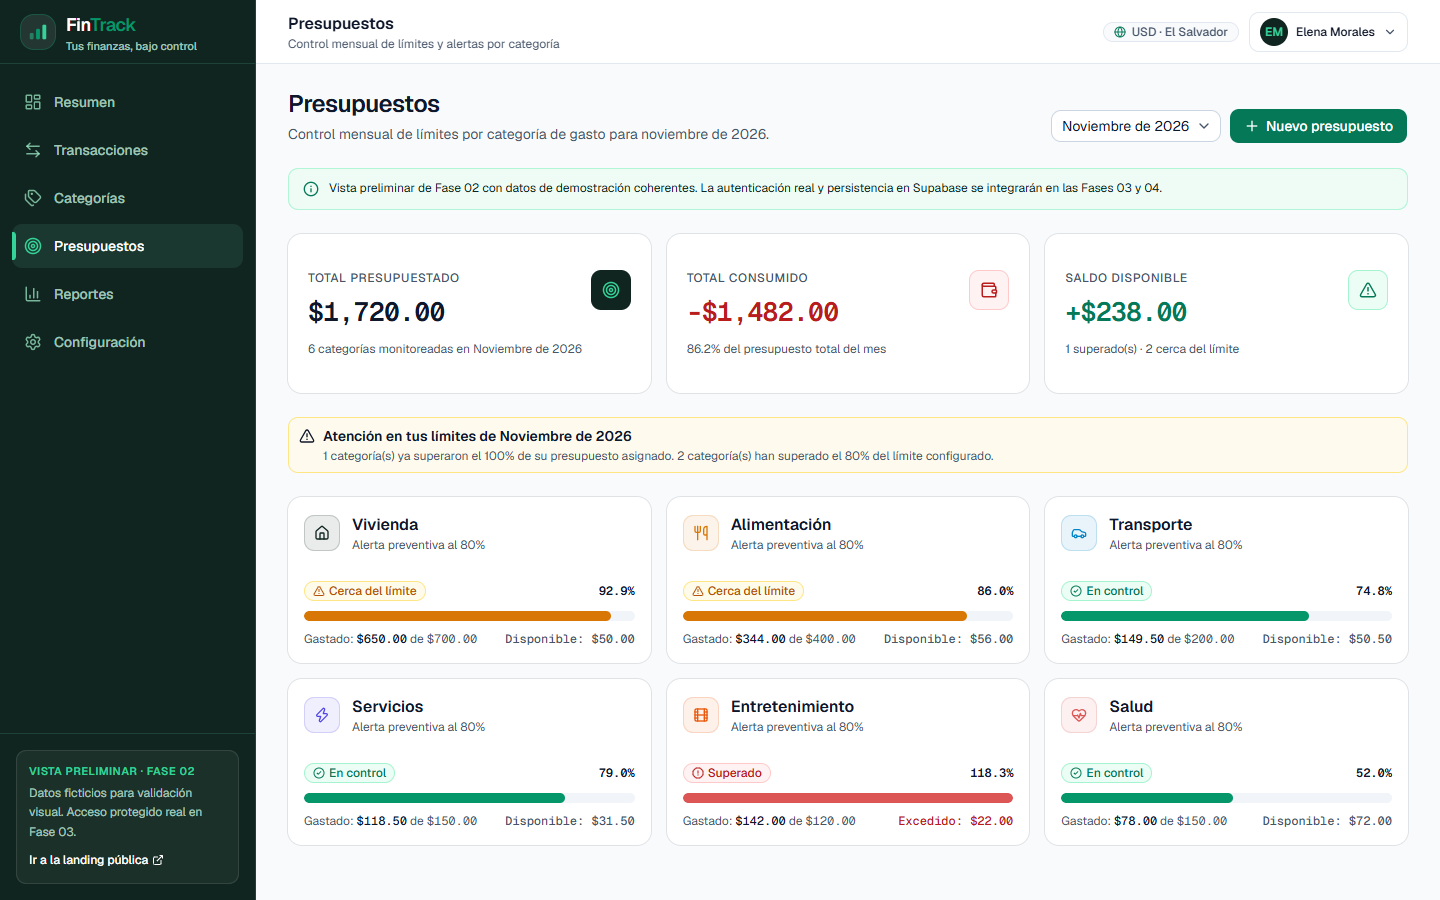 FinTrack
Tus finanzas, bajo control
Resumen
Transacciones
Categorías
Presupuestos
Reportes
Configuración
VISTA PRELIMINAR · FASE 02
Datos ficticios para validación
visual. Acceso protegido real en
Fase 03.
Ir a la landing pública
Presupuestos
Control mensual de límites y alertas por categoría
USD · El Salvador
EM
Elena Morales
Presupuestos
Control mensual de límites por categoría de gasto para noviembre de 2026.
Noviembre de 2026
Nuevo presupuesto
Vista preliminar de Fase 02 con datos de demostración coherentes. La autenticación real y persistencia en Supabase se integrarán en las Fases 03 y 04.
TOTAL PRESUPUESTADO
$1,720.00
6 categorías monitoreadas en Noviembre de 2026
TOTAL CONSUMIDO
-$1,482.00
86.2% del presupuesto total del mes
SALDO DISPONIBLE
+$238.00
1 superado(s) · 2 cerca del límite
Atención en tus límites de Noviembre de 2026
1 categoría(s) ya superaron el 100% de su presupuesto asignado. 2 categoría(s) han superado el 80% del límite configurado.
Vivienda
Alerta preventiva al 80%
Cerca del límite 92.9%
Gastado: $650.00 de $700.00 Disponible: $50.00
Alimentación
Alerta preventiva al 80%
Cerca del límite 86.0%
Gastado: $344.00 de $400.00 Disponible: $56.00
Transporte
Alerta preventiva al 80%
En control 74.8%
Gastado: $149.50 de $200.00 Disponible: $50.50
Servicios
Alerta preventiva al 80%
En control 79.0%
Gastado: $118.50 de $150.00 Disponible: $31.50
Entretenimiento
Alerta preventiva al 80%
Superado 118.3%
Gastado: $142.00 de $120.00 Excedido: $22.00
Salud
Alerta preventiva al 80%
En control 52.0%
Gastado: $78.00 de $150.00 Disponible: $72.00